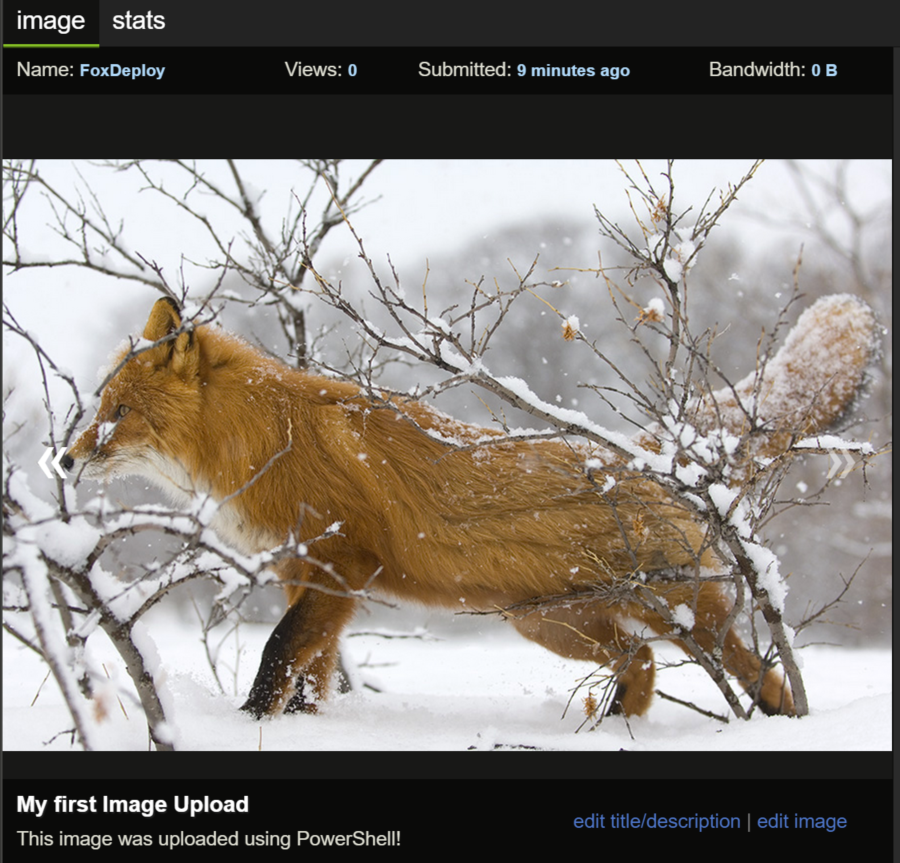 image stats
Name: FoxDeploy Views: 0 Submitted: 9 minutes ago Bandwidth: 0 B
My first Image Upload
edit title/description | edit image
This image was uploaded using PowerShell!